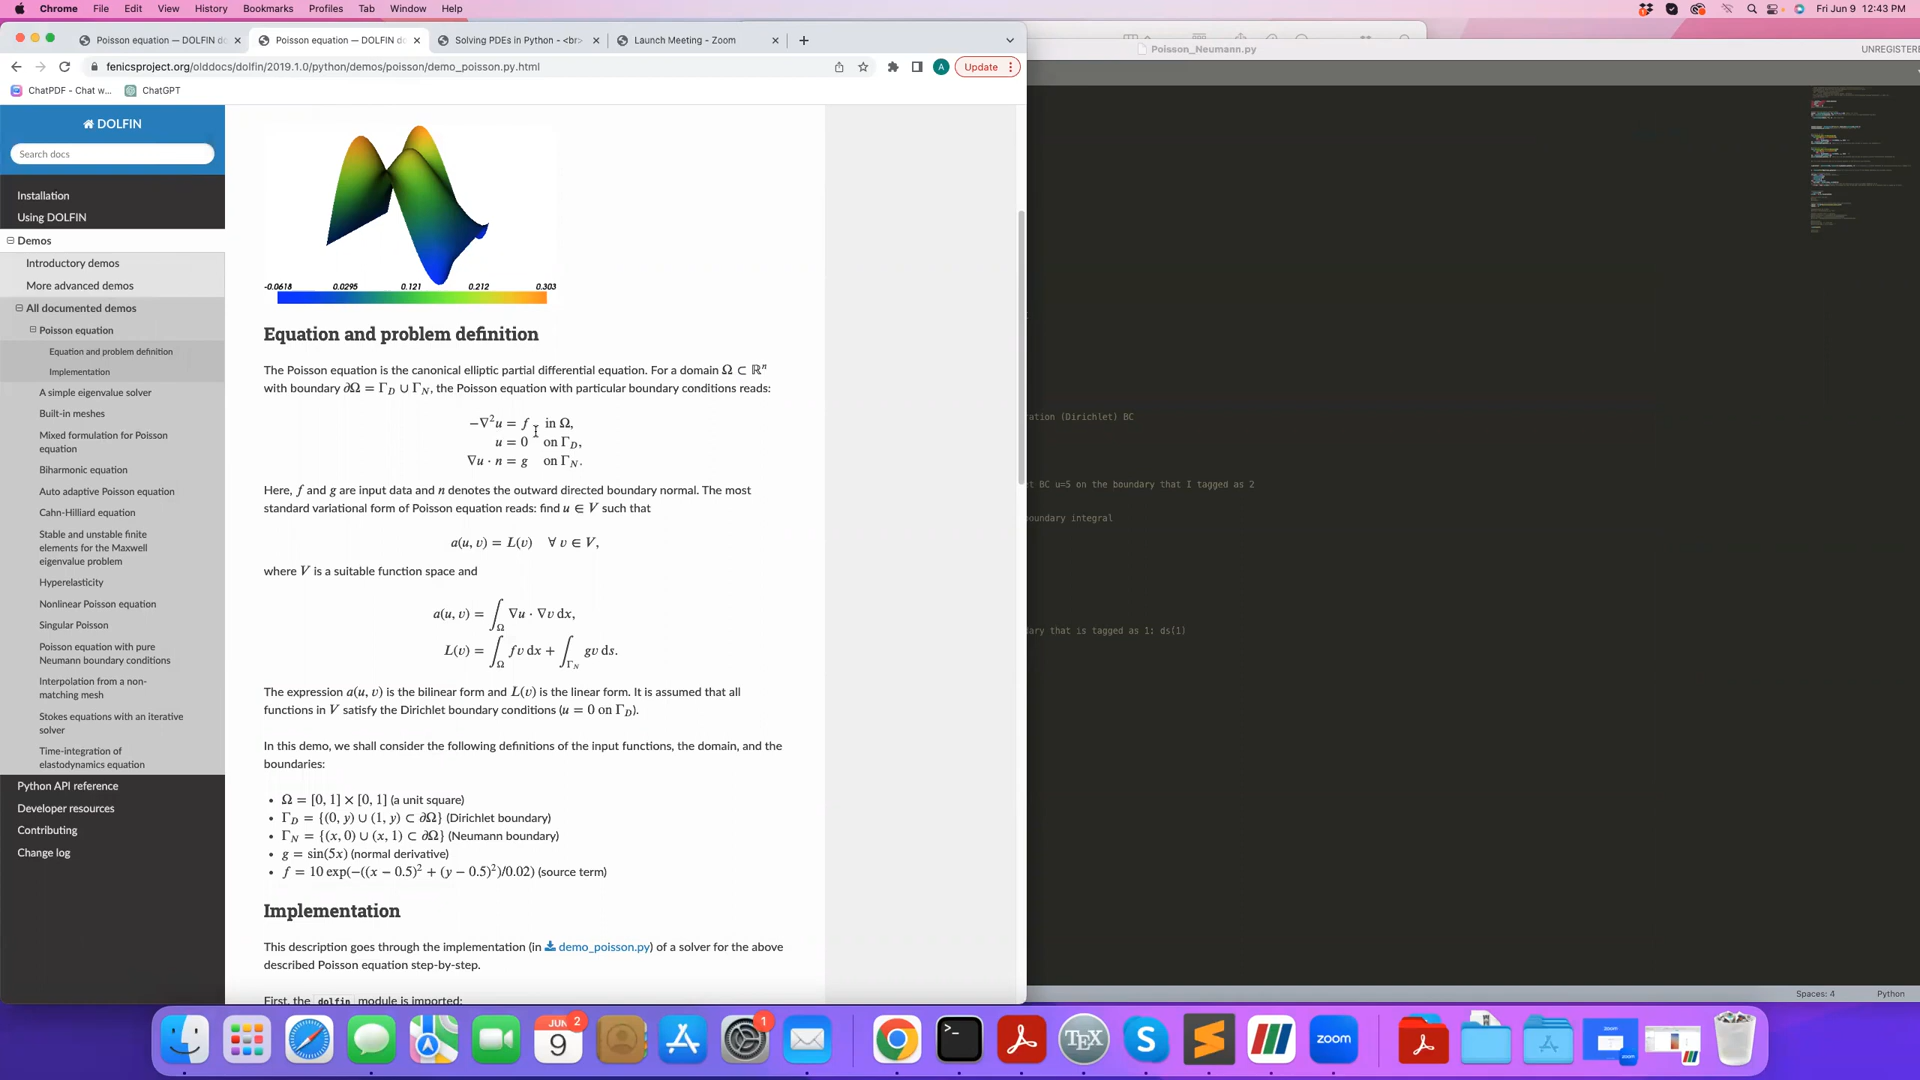 Chrome File Edit View History Bookmarks Profiles Tab Window Help
Fri Jun 9 12:43 PM
Poisson equation — DOLFIN do
Poisson equation — DOLFIN do
Solving PDEs in Python - <br>
Launch Meeting - Zoom
Poisson_Neumann.py
UNREGISTERE
fenicsproject.org/olddocs/dolfin/2019.1.0/python/demos/poisson/demo_poisson.py.html
A
Update
ChatPDF - Chat w...
ChatGPT
DOLFIN
Search docs
Installation
Using DOLFIN
Demos
Introductory demos
More advanced demos
All documented demos
Poisson equation
Equation and problem definition
Implementation
A simple eigenvalue solver
Built-in meshes
Mixed formulation for Poisson
equation
Biharmonic equation
Auto adaptive Poisson equation
Cahn-Hilliard equation
Stable and unstable finite
elements for the Maxwell
eigenvalue problem
Hyperelasticity
Nonlinear Poisson equation
Singular Poisson
Poisson equation with pure
Neumann boundary conditions
Interpolation from a non-
matching mesh
Stokes equations with an iterative
solver
Time-integration of
elastodynamics equation
Python API reference
Developer resources
Contributing
Change log
-0.0618 0.0295 0.121 0.212 0.303
Equation and problem definition
The Poisson equation is the canonical elliptic partial differential equation. For a domain Ω ⊂ ℝⁿ
with boundary ∂Ω = Γ_D ∪ Γ_N, the Poisson equation with particular boundary conditions reads:
−∇²u = f in Ω,
u = 0 on Γ_D,
∇u · n = g on Γ_N.
Here, f and g are input data and n denotes the outward directed boundary normal. The most
standard variational form of Poisson equation reads: find u ∈ V such that
a(u, v) = L(v) ∀ v ∈ V,
where V is a suitable function space and
a(u, v) = ∫_Ω ∇u · ∇v dx,
L(v) = ∫_Ω fv dx + ∫_Γ_N gv ds.
The expression a(u, v) is the bilinear form and L(v) is the linear form. It is assumed that all
functions in V satisfy the Dirichlet boundary conditions (u = 0 on Γ_D).
In this demo, we shall consider the following definitions of the input functions, the domain, and the
boundaries:
• Ω = [0, 1] × [0, 1] (a unit square)
• Γ_D = {(0, y) ∪ (1, y) ⊂ ∂Ω} (Dirichlet boundary)
• Γ_N = {(x, 0) ∪ (x, 1) ⊂ ∂Ω} (Neumann boundary)
• g = sin(5x) (normal derivative)
• f = 10 exp(−((x − 0.5)² + (y − 0.5)²)/0.02) (source term)
Implementation
This description goes through the implementation (in demo_poisson.py) of a solver for the above
described Poisson equation step-by-step.
First, the dolfin module is imported:
ration (Dirichlet) BC
t BC u=5 on the boundary that I tagged as 2
oundary integral
dary that is tagged as 1: ds(1)
Spaces: 4
Python
JUN
9
2
1
TEX
zoom
zoom